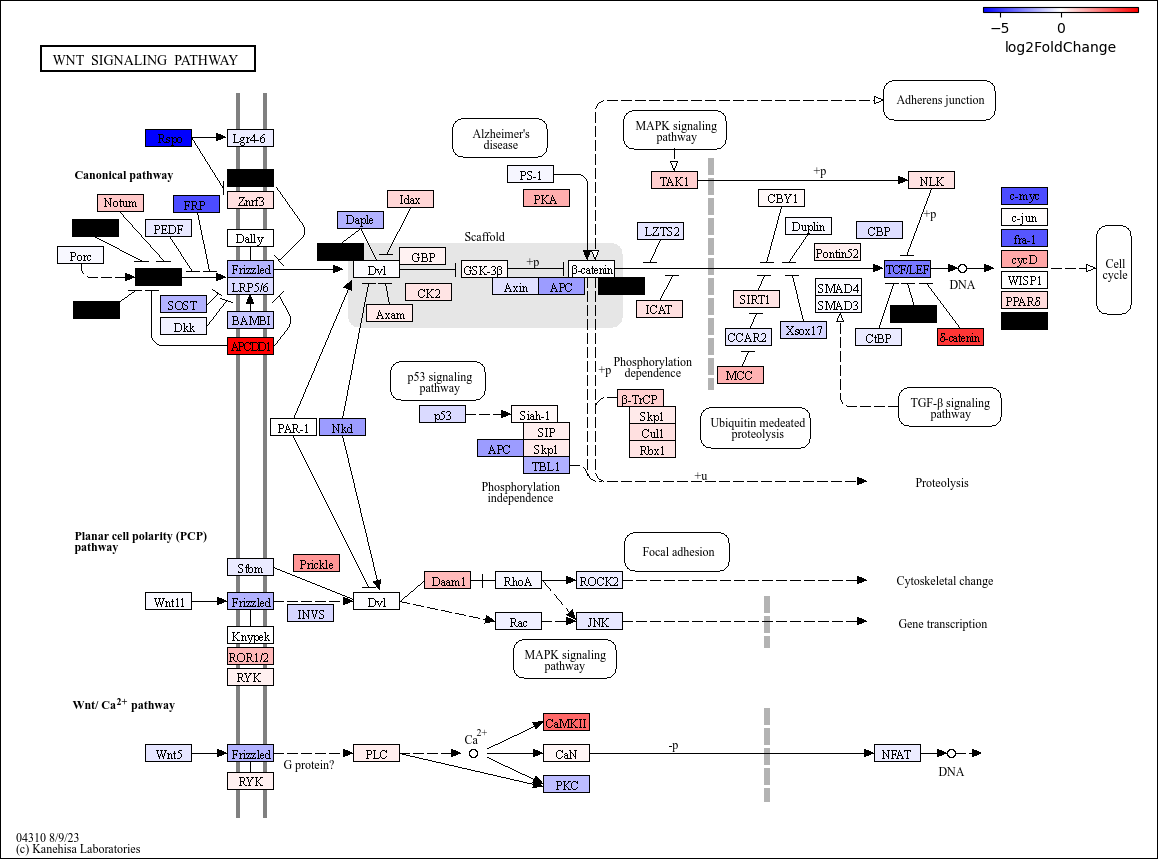 −5 0
log2FoldChange
WNT SIGNALING PATHWAY
Adherens junction
Alzheimer's
disease
MAPK signaling
pathway
Rspo
Lgr4-6
Canonical pathway
PS-1
+p
TAK1
NLK
Notum
FRP
Znrf3
Idax
PKA
CBY1
c-myc
+p
PEDF
Daple
LZTS2
Duplin
CBP
c-jun
Dally
Scaffold
fra-1
Porc
GBP
Pontin52
cycD
Cell
cycle
Frizzled
Dvl
GSK-3β
+p
β-catenin
TCF/LEF
DNA
WISP1
LRP5/6
Axin
APC
SMAD4
SOST
CK2
SIRT1
SMAD3
PPARδ
Dkk
BAMBI
Axam
ICAT
CCAR2
Xsox17
CtBP
δ-catenin
APCDD1
p53 signaling
pathway
Phosphorylation
dependence
+p
MCC
β-TrCP
TGF-β signaling
pathway
PAR-1
Nkd
p53
Siah-1
Skp1
Ubiquitin medeated
proteolysis
SIP
Cul1
APC
Skp1
Rbx1
TBL1
+u
Proteolysis
Phosphorylation
independence
Planar cell polarity (PCP)
pathway
Focal adhesion
Stbm
Prickle
Daam1
RhoA
ROCK2
Cytoskeletal change
Wnt11
Frizzled
INVS
Dvl
Rac
JNK
Gene transcription
Knypek
ROR1/2
MAPK signaling
pathway
RYK
Wnt/ Ca2+ pathway
CaMKII
Ca2+
Wnt5
Frizzled
G protein?
PLC
CaN
-p
NFAT
DNA
RYK
PKC
04310 8/9/23
(c) Kanehisa Laboratories